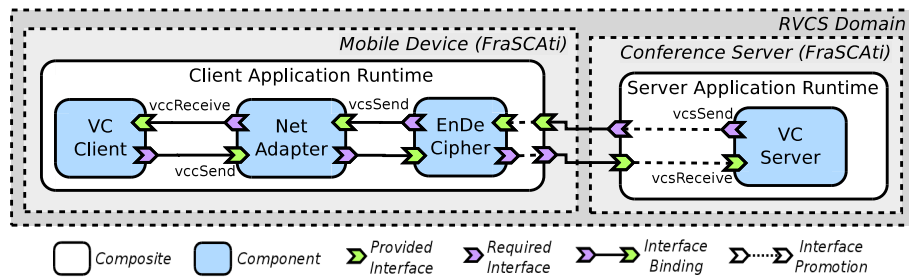 RVCS Domain
Mobile Device (FraSCAti)
Conference Server (FraSCAti)
Client Application Runtime
Server Application Runtime
vccReceive
vcsSend
vcsSend
VC
Client
Net
Adapter
EnDe
Cipher
VC
Server
vccSend
vcsReceive
Composite
Component
Provided
Interface
Required
Interface
Interface
Binding
Interface
Promotion